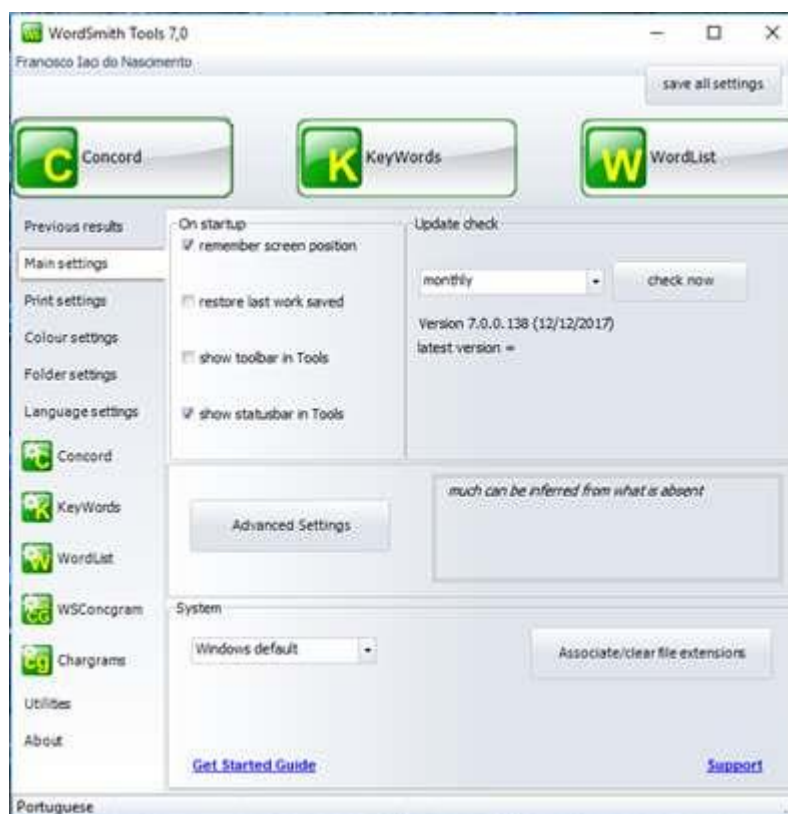 WordSmith Tools 7,0
Francisco Iaci do Nascimento
save all settings
C Concord
K KeyWords
W WordList
Previous results
Main settings
Print settings
Colour settings
Folder settings
Language settings
C Concord
K KeyWords
W WordList
CG WSConcgram
cg Chargrams
Utilities
About
On startup
remember screen position
restore last work saved
show toolbar in Tools
show statusbar in Tools
Update check
monthly
check now
Version 7.0.0.138 (12/12/2017)
latest version =
Advanced Settings
much can be inferred from what is absent
System
Windows default
Associate/clear file extensions
Get Started Guide
Support
Portuguese